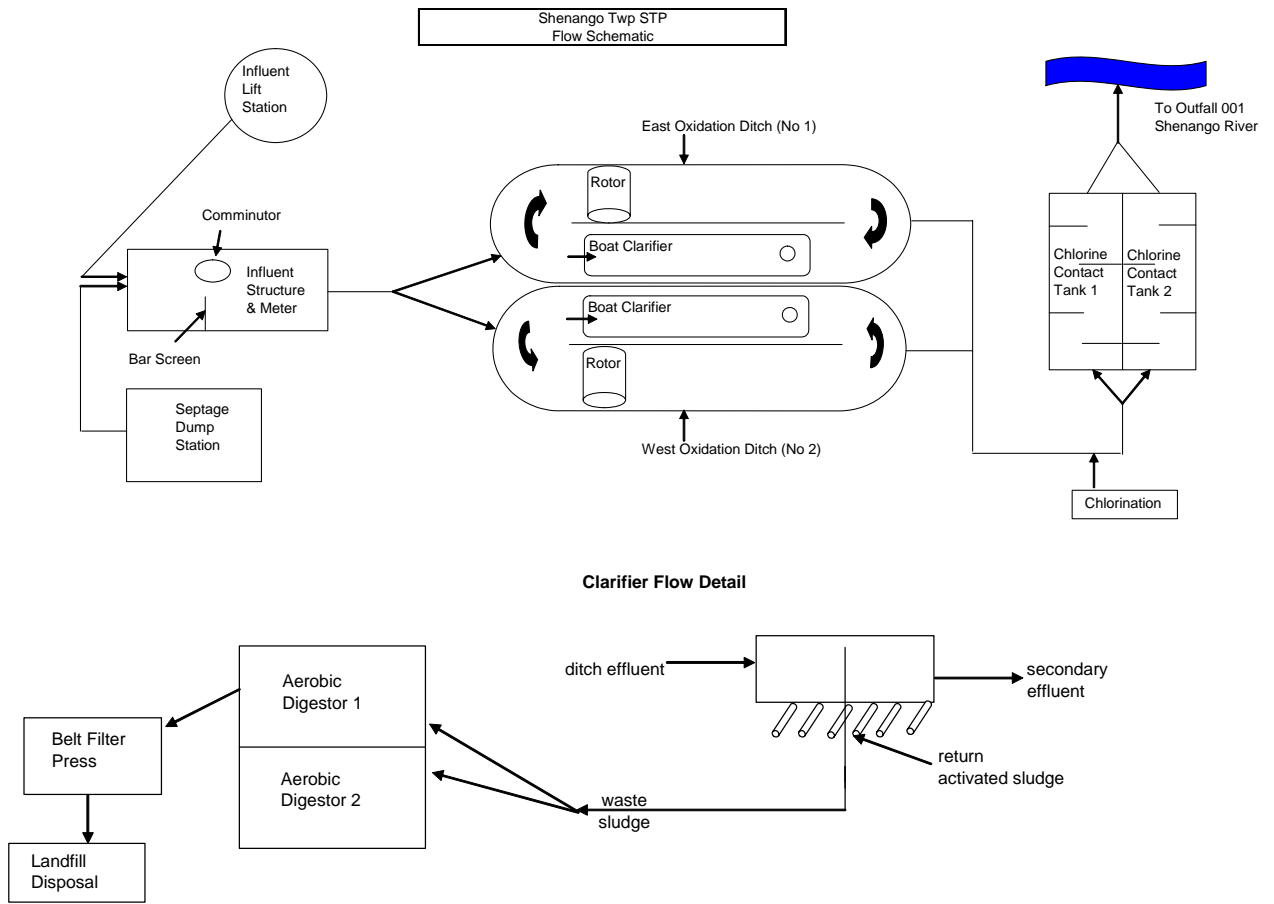 Shenango Twp STP
Flow Schematic
Influent
Lift
Station
To Outfall 001
Shenango River
East Oxidation Ditch (No 1)
Rotor
Comminutor
Boat Clarifier
Influent
Structure
& Meter
Chlorine
Contact
Tank 1
Chlorine
Contact
Tank 2
Boat Clarifier
Bar Screen
Rotor
Septage
Dump
Station
West Oxidation Ditch (No 2)
Chlorination
Clarifier Flow Detail
ditch effluent
secondary
effluent
Aerobic
Digestor 1
Belt Filter
Press
return
activated sludge
Aerobic
Digestor 2
waste
sludge
Landfill
Disposal